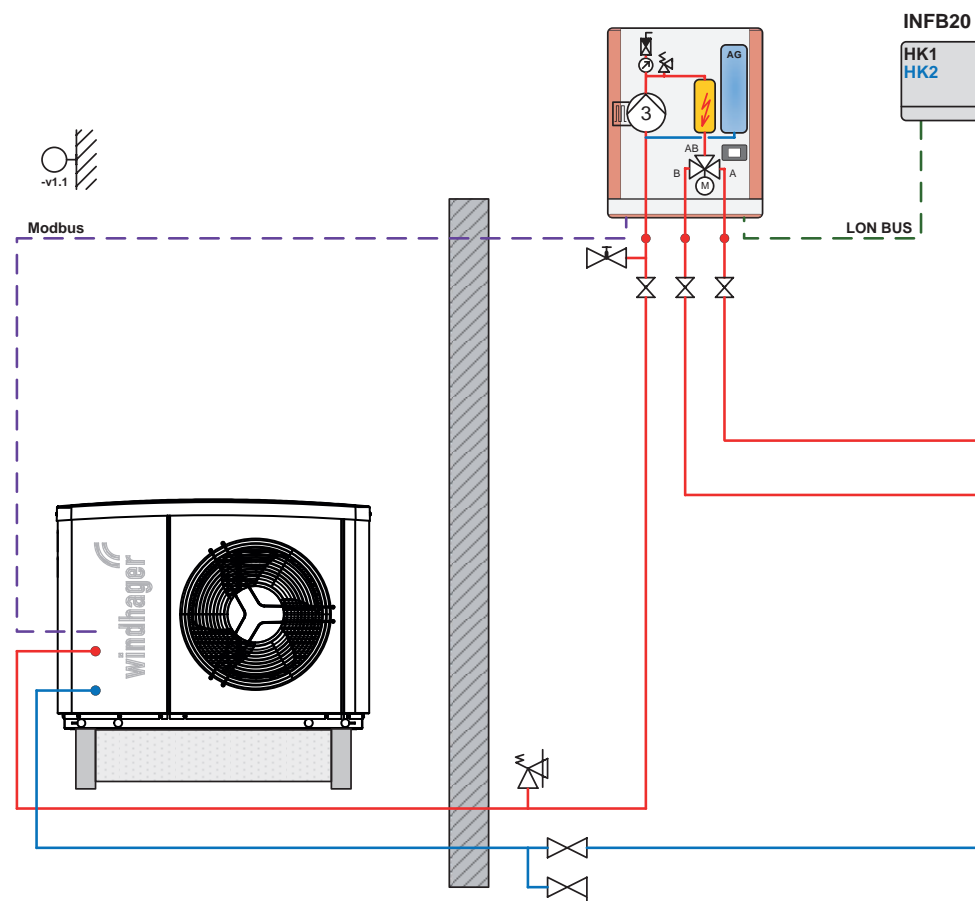 INFB20
HK1
HK2
AG
3
AB
B
A
M
-v1.1
Modbus
LON BUS
windhager